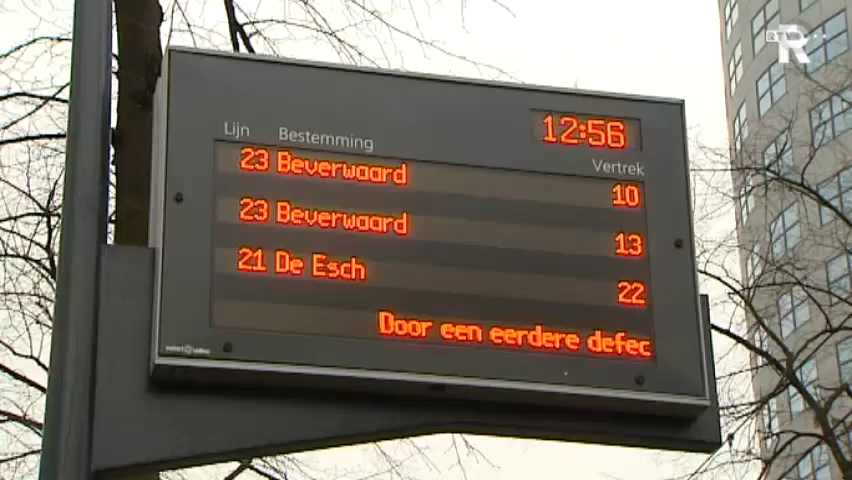 RTV
12:56
Lijn Bestemming Vertrek
23 Beverwaard 10
23 Beverwaard 13
21 De Esch 22
Door een eerdere defec